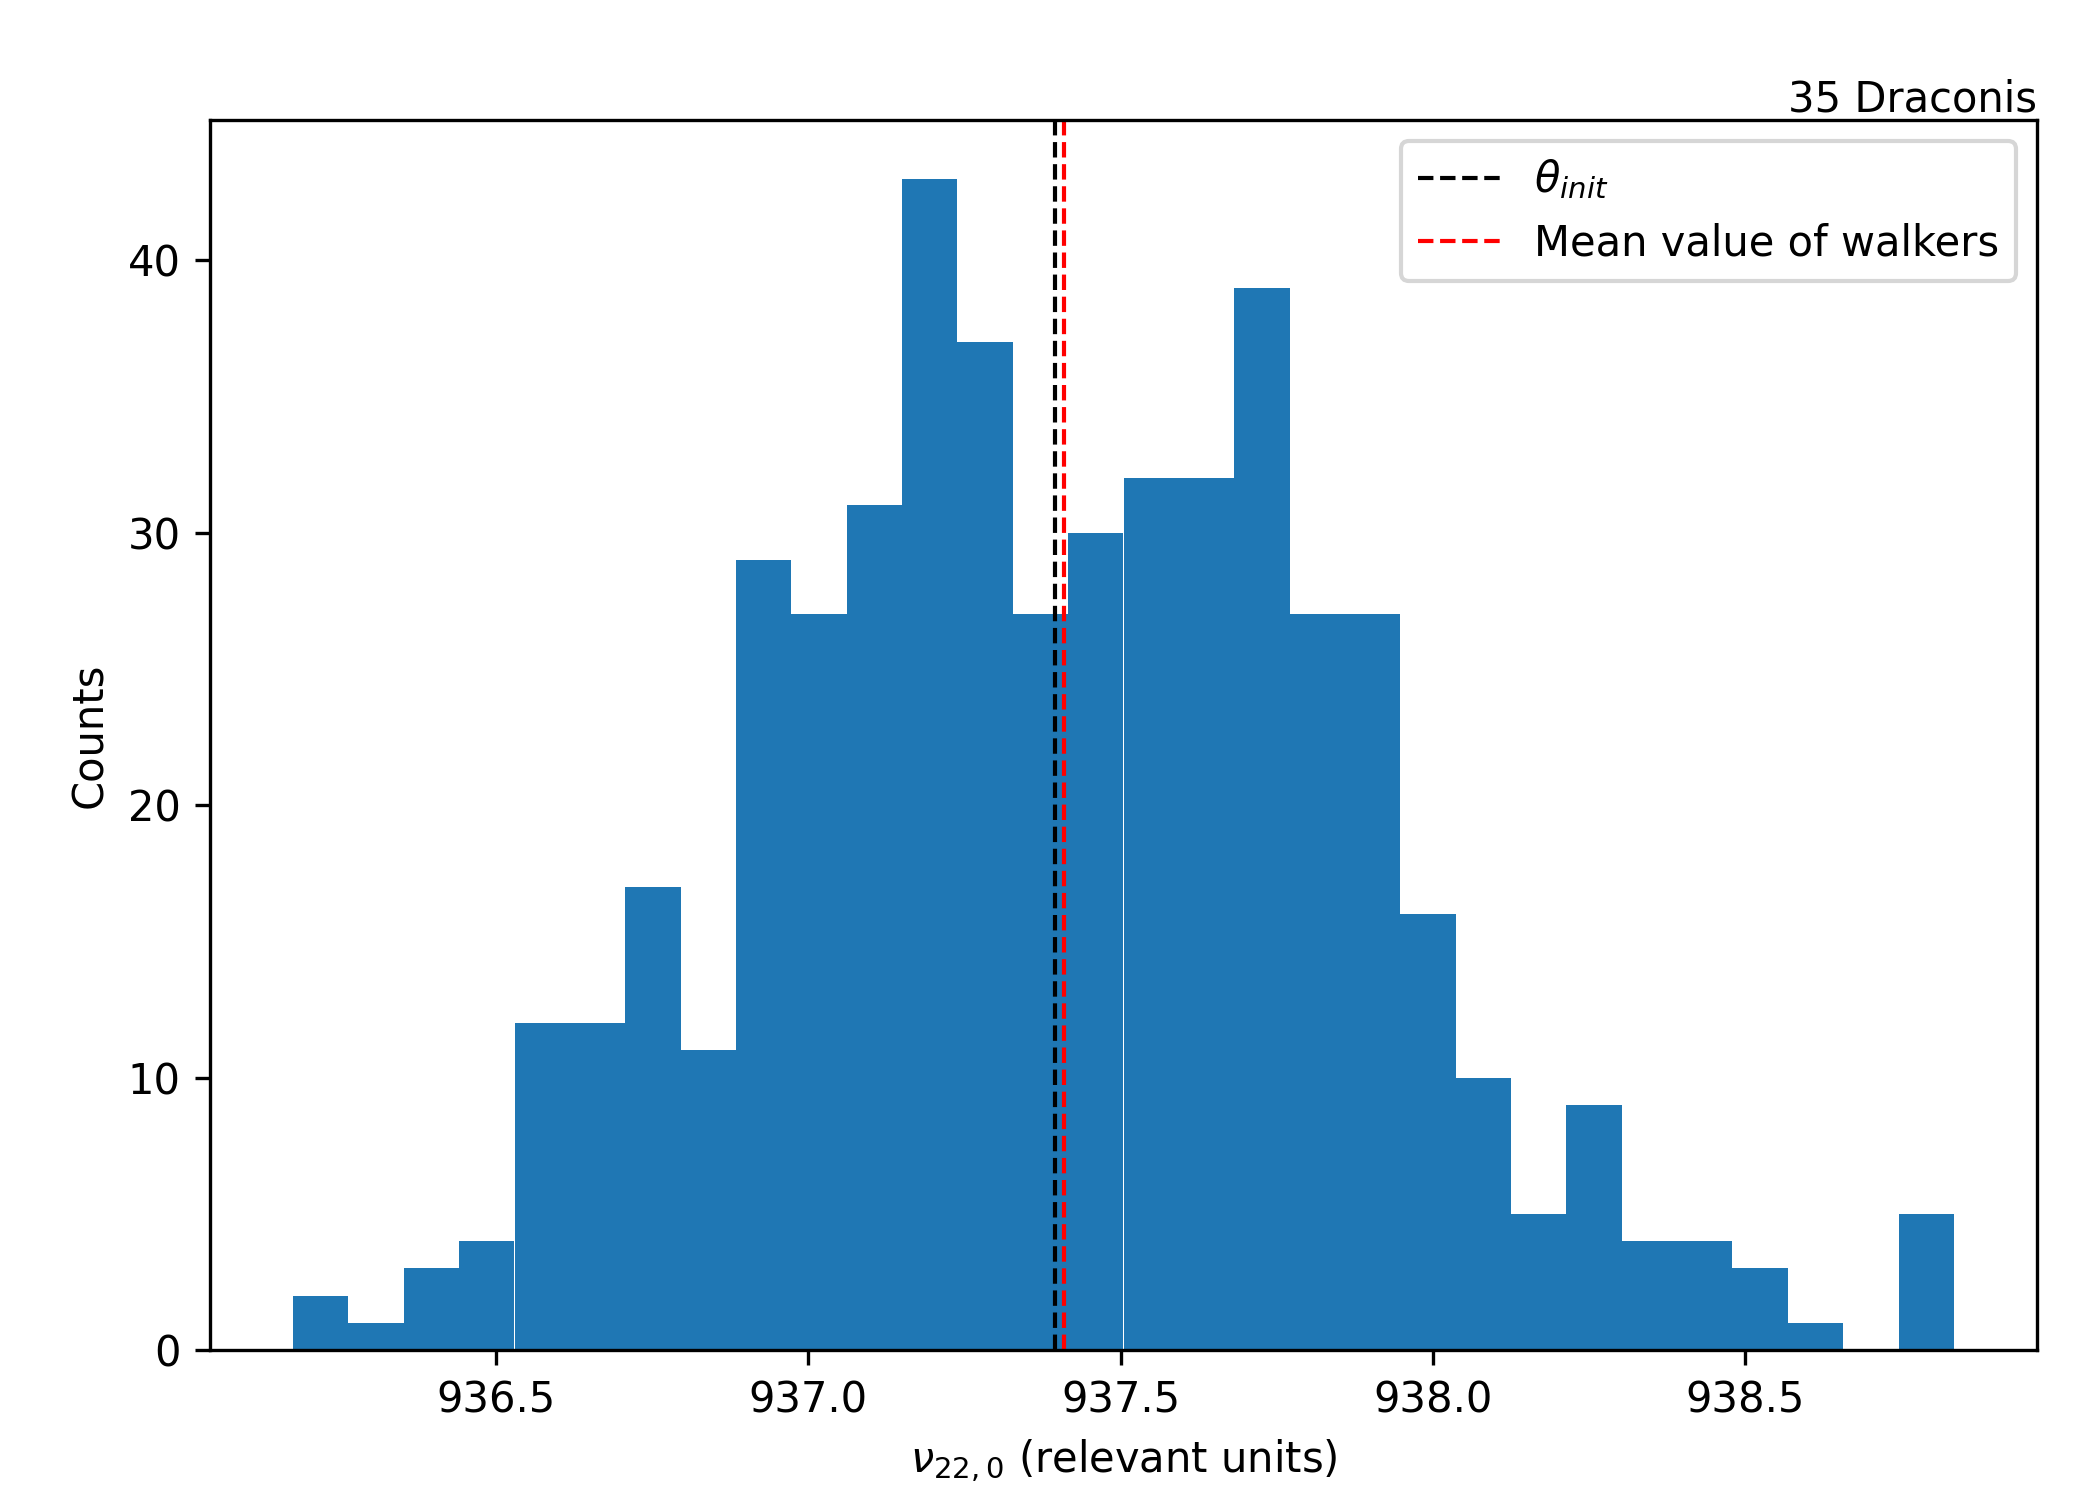 35 Draconis
θinit
Mean value of walkers
40
30
20
10
0
Counts
936.5 937.0 937.5 938.0 938.5
ν22, 0 (relevant units)